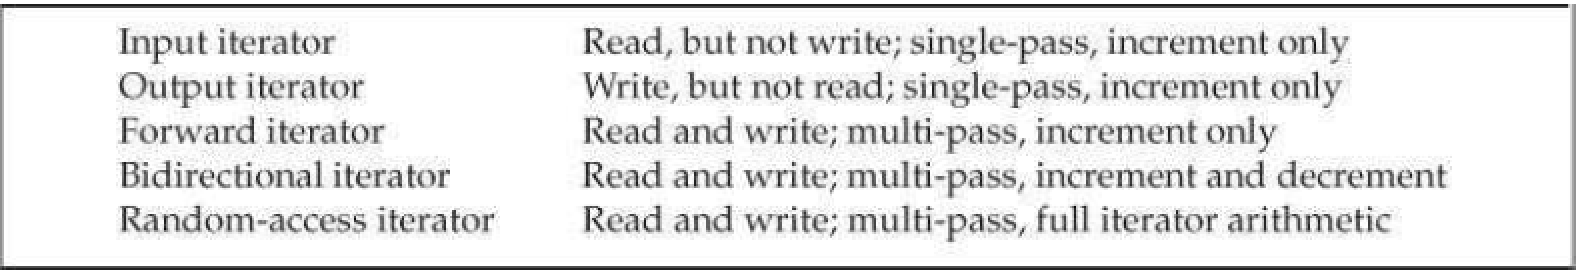 Input iterator Read, but not write; single-pass, increment only
Output iterator Write, but not read; single-pass, increment only
Forward iterator Read and write; multi-pass, increment only
Bidirectional iterator Read and write; multi-pass, increment and decrement
Random-access iterator Read and write; multi-pass, full iterator arithmetic